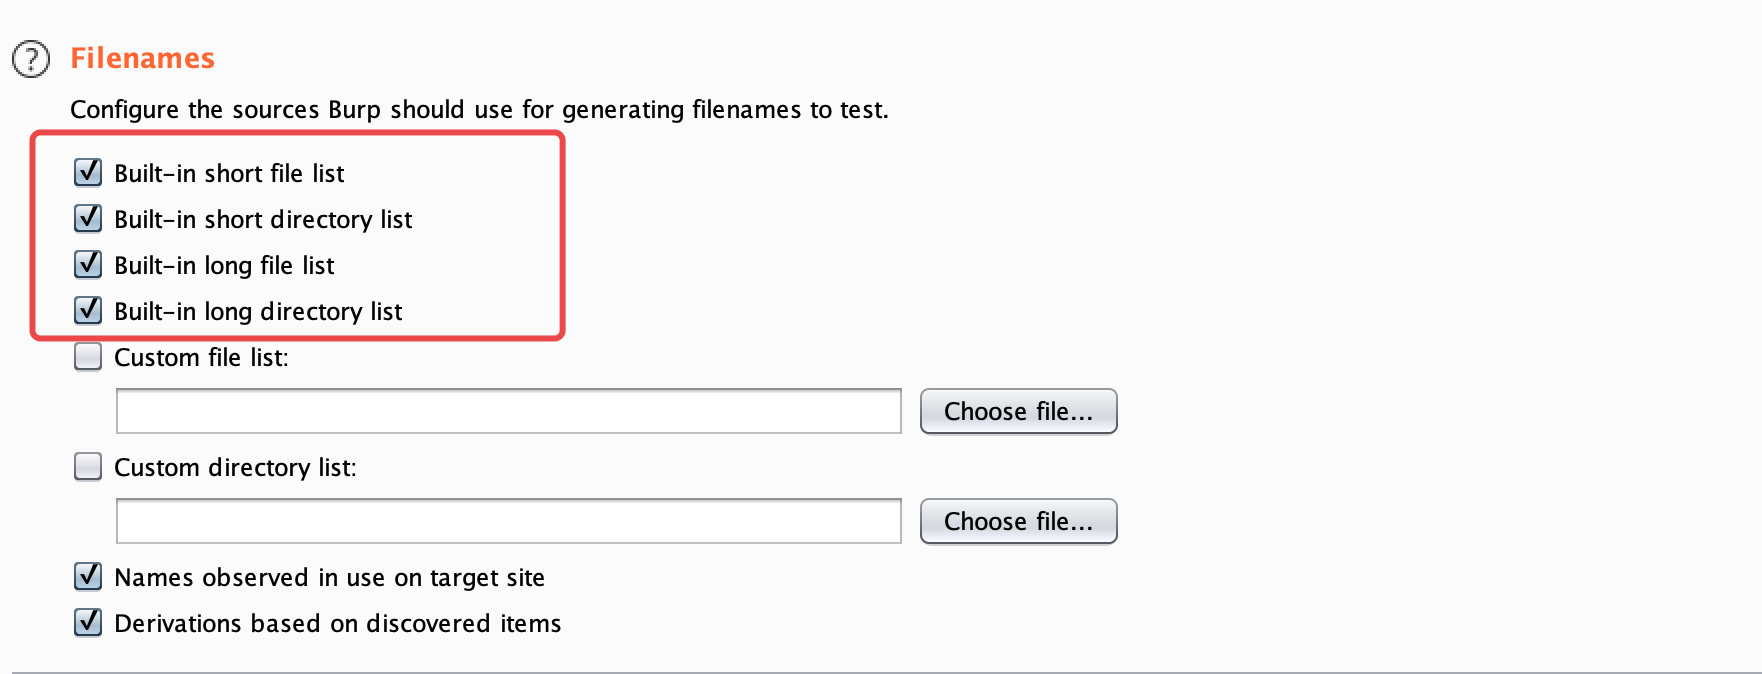 ?
Filenames
Configure the sources Burp should use for generating filenames to test.
Built-in short file list
Built-in short directory list
Built-in long file list
Built-in long directory list
Custom file list:
Choose file...
Custom directory list:
Choose file...
Names observed in use on target site
Derivations based on discovered items